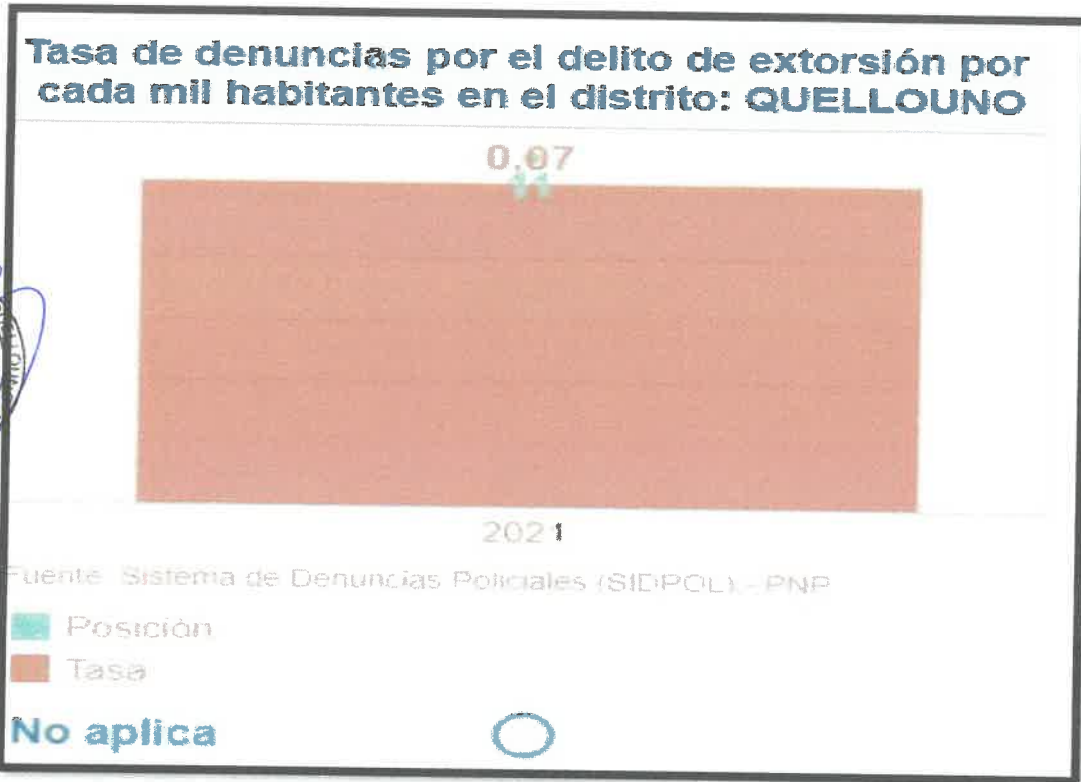 Tasa de denuncias por el delito de extorsión por
cada mil habitantes en el distrito: QUELLOUNO
0.07
11
2021
Fuente: Sistema de Denuncias Policiales (SIDPOL) - PNP
Posición
Tasa
No aplica